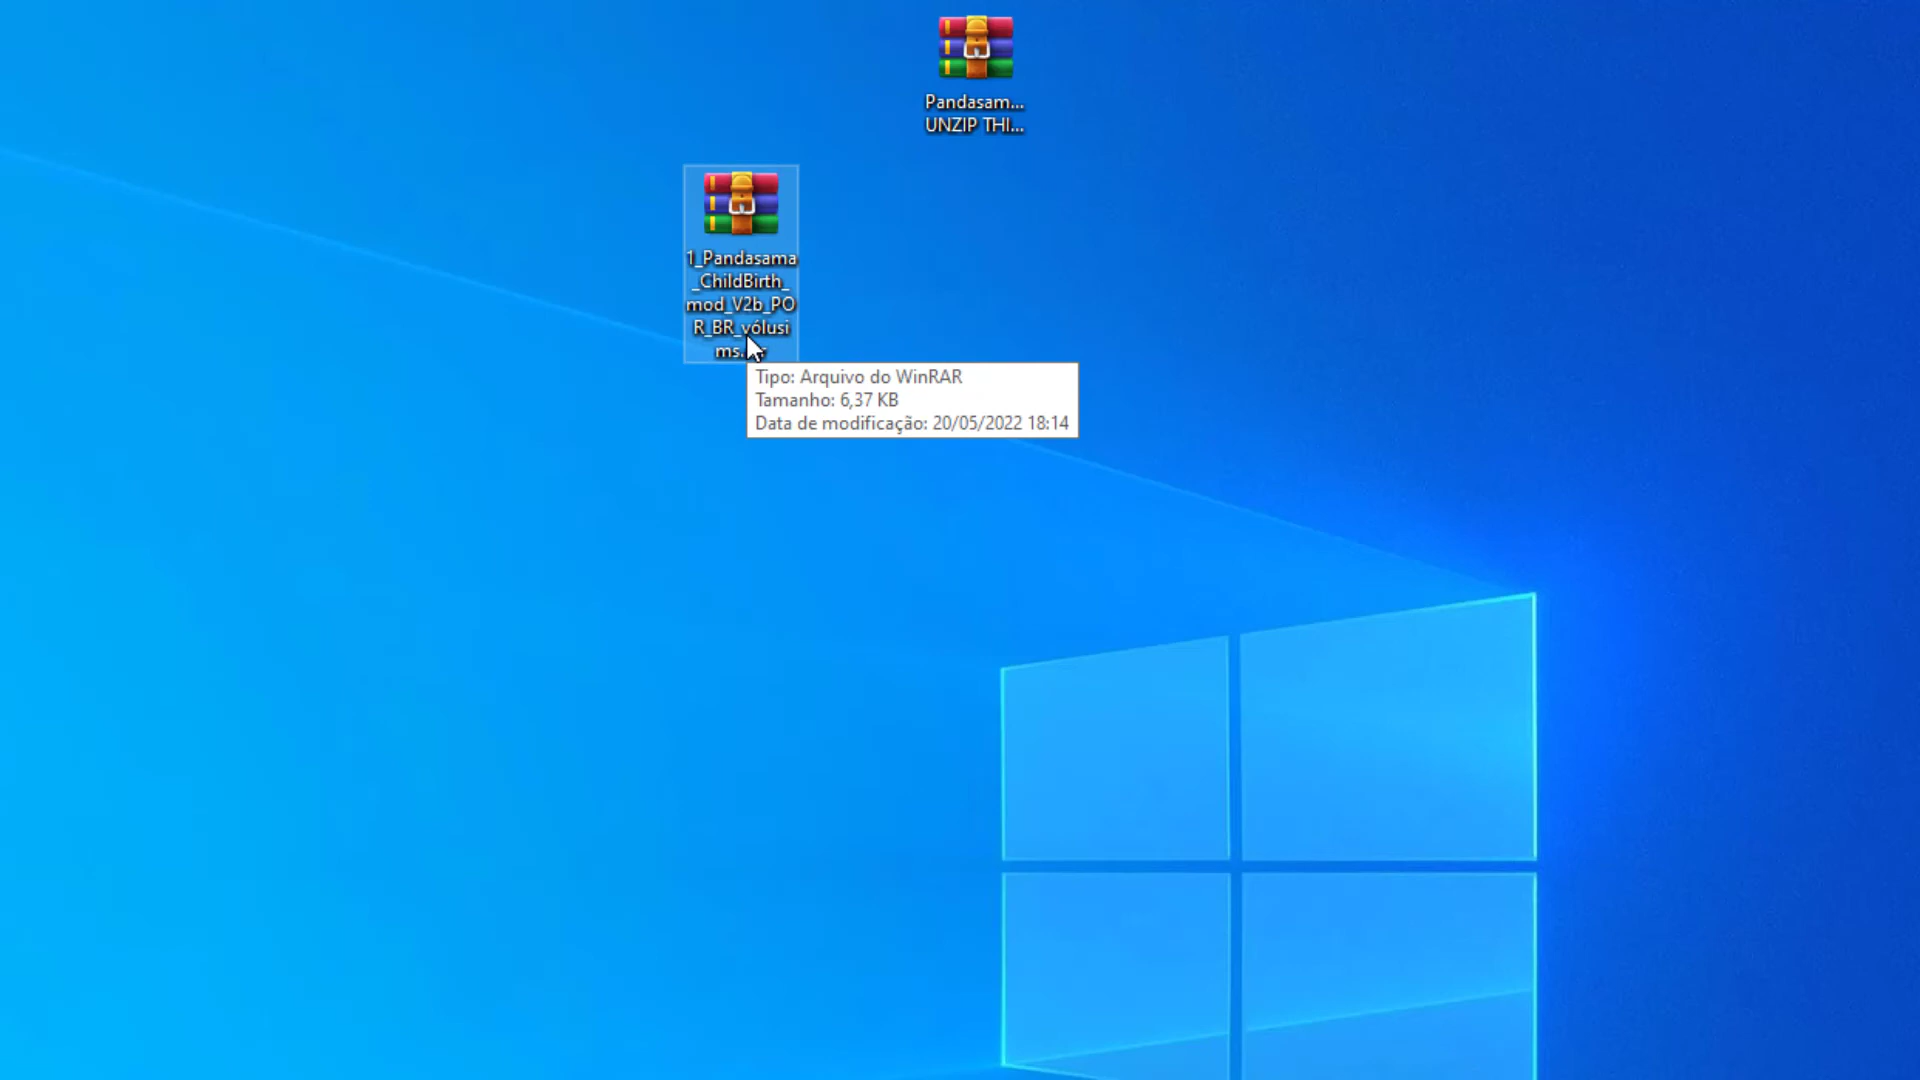 Pandasam...
UNZIP THI...
1_Pandasama
_ChildBirth_
mod_V2b_PO
R_BR_vólusi
ms.
Tipo: Arquivo do WinRAR
Tamanho: 6,37 KB
Data de modificação: 20/05/2022 18:14